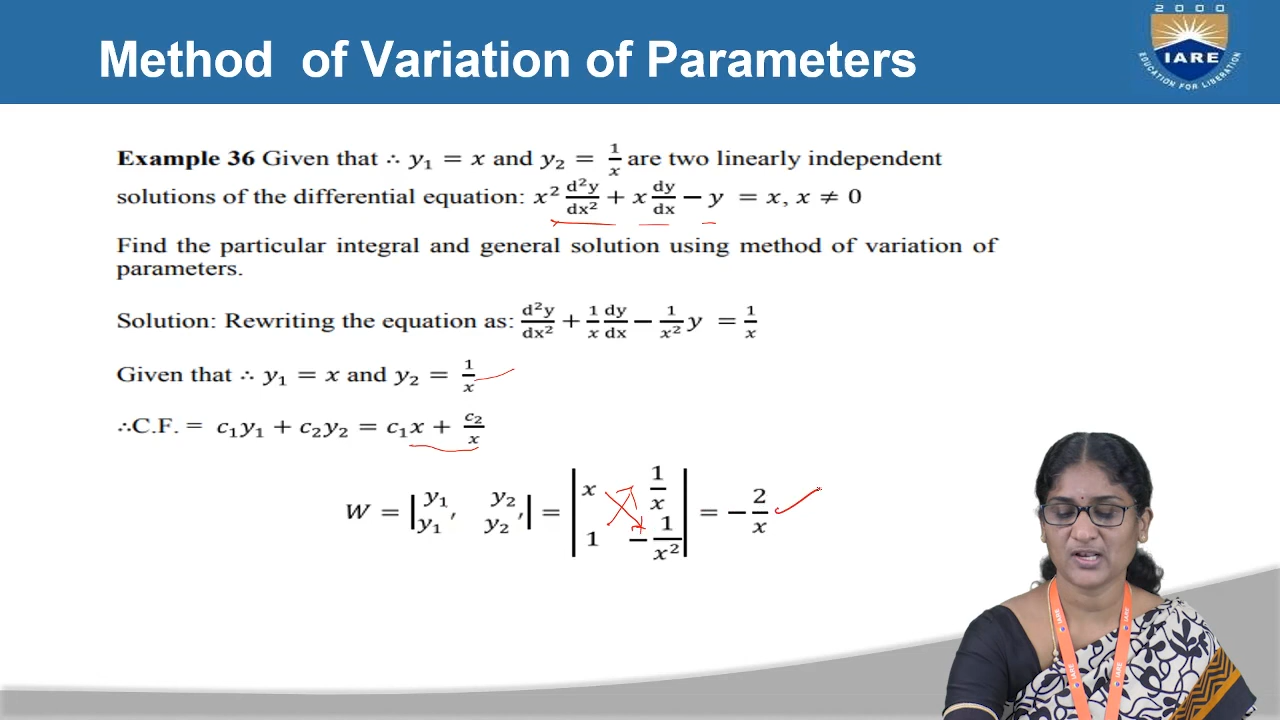 2000
IARE
EDUCATION FOR LIBERATION
Method of Variation of Parameters
Example 36 Given that ∴ y₁ = x and y₂ = 1/x are two linearly independent
solutions of the differential equation: x² d²y/dx² + x dy/dx − y = x, x ≠ 0
Find the particular integral and general solution using method of variation of
parameters.
Solution: Rewriting the equation as: d²y/dx² + 1/x dy/dx − 1/x² y = 1/x
Given that ∴ y₁ = x and y₂ = 1/x
∴C.F. = c₁y₁ + c₂y₂ = c₁x + c₂/x
W = |y₁ y₂, y₁′ y₂′| = |x 1/x 1 −1/x²| = −2/x